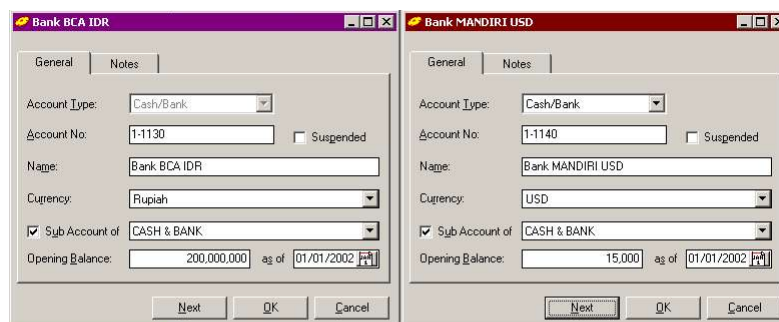 Bank BCA IDR
General Notes
Account Type: Cash/Bank
Account No: 1-1130 Suspended
Name: Bank BCA IDR
Currency: Rupiah
Sub Account of CASH & BANK
Opening Balance: 200,000,000 as of 01/01/2002
Next OK Cancel
Bank MANDIRI USD
General Notes
Account Type: Cash/Bank
Account No: 1-1140 Suspended
Name: Bank MANDIRI USD
Currency: USD
Sub Account of CASH & BANK
Opening Balance: 15,000 as of 01/01/2002
Next OK Cancel